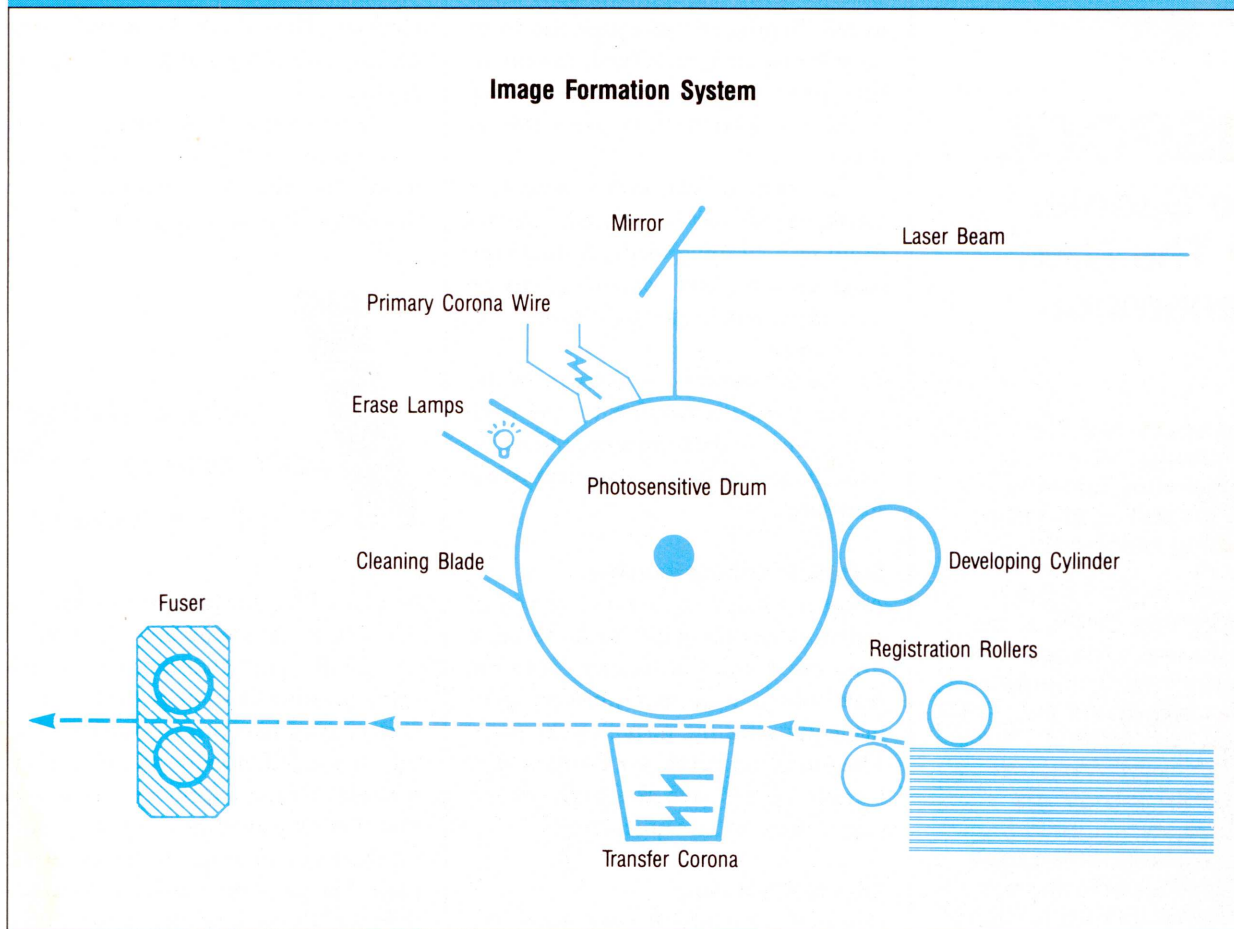 Image Formation System
Mirror
Laser Beam
Primary Corona Wire
Erase Lamps
Photosensitive Drum
Cleaning Blade
Developing Cylinder
Fuser
Registration Rollers
Transfer Corona